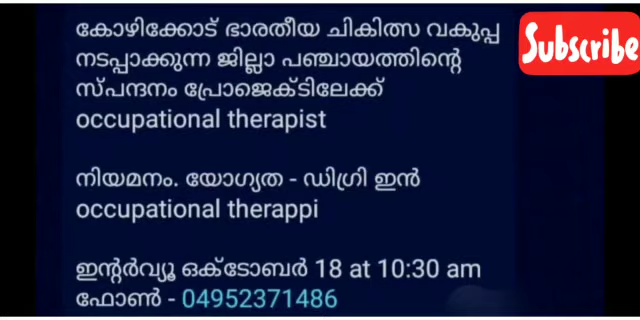 കോഴിക്കോട് ഭാരതീയ ചികിത്സ വകുപ്പ
നടപ്പാക്കുന്ന ജില്ലാ പഞ്ചായത്തിന്റെ
സ്പന്ദനം പ്രോജെക്ടിലേക്ക്
occupational therapist
നിയമനം. യോഗ്യത - ഡിഗ്രി ഇൻ
occupational therappi
ഇന്റർവ്യൂ ഒക്ടോബർ 18 at 10:30 am
ഫോൺ - 04952371486
Subscribe